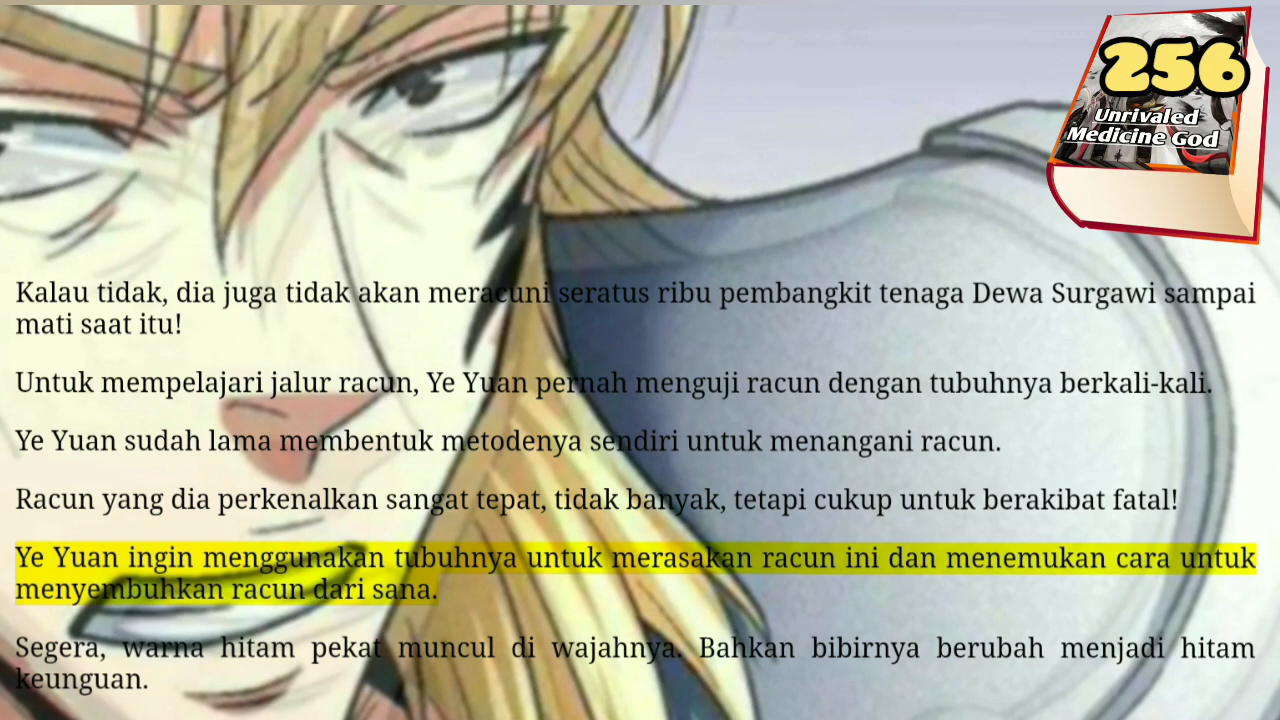 256
Unrivaled
Medicine God
Kalau tidak, dia juga tidak akan meracuni seratus ribu pembangkit tenaga Dewa Surgawi sampai
mati saat itu!
Untuk mempelajari jalur racun, Ye Yuan pernah menguji racun dengan tubuhnya berkali-kali.
Ye Yuan sudah lama membentuk metodenya sendiri untuk menangani racun.
Racun yang dia perkenalkan sangat tepat, tidak banyak, tetapi cukup untuk berakibat fatal!
Ye Yuan ingin menggunakan tubuhnya untuk merasakan racun ini dan menemukan cara untuk
menyembuhkan racun dari sana.
Segera, warna hitam pekat muncul di wajahnya. Bahkan bibirnya berubah menjadi hitam
keunguan.